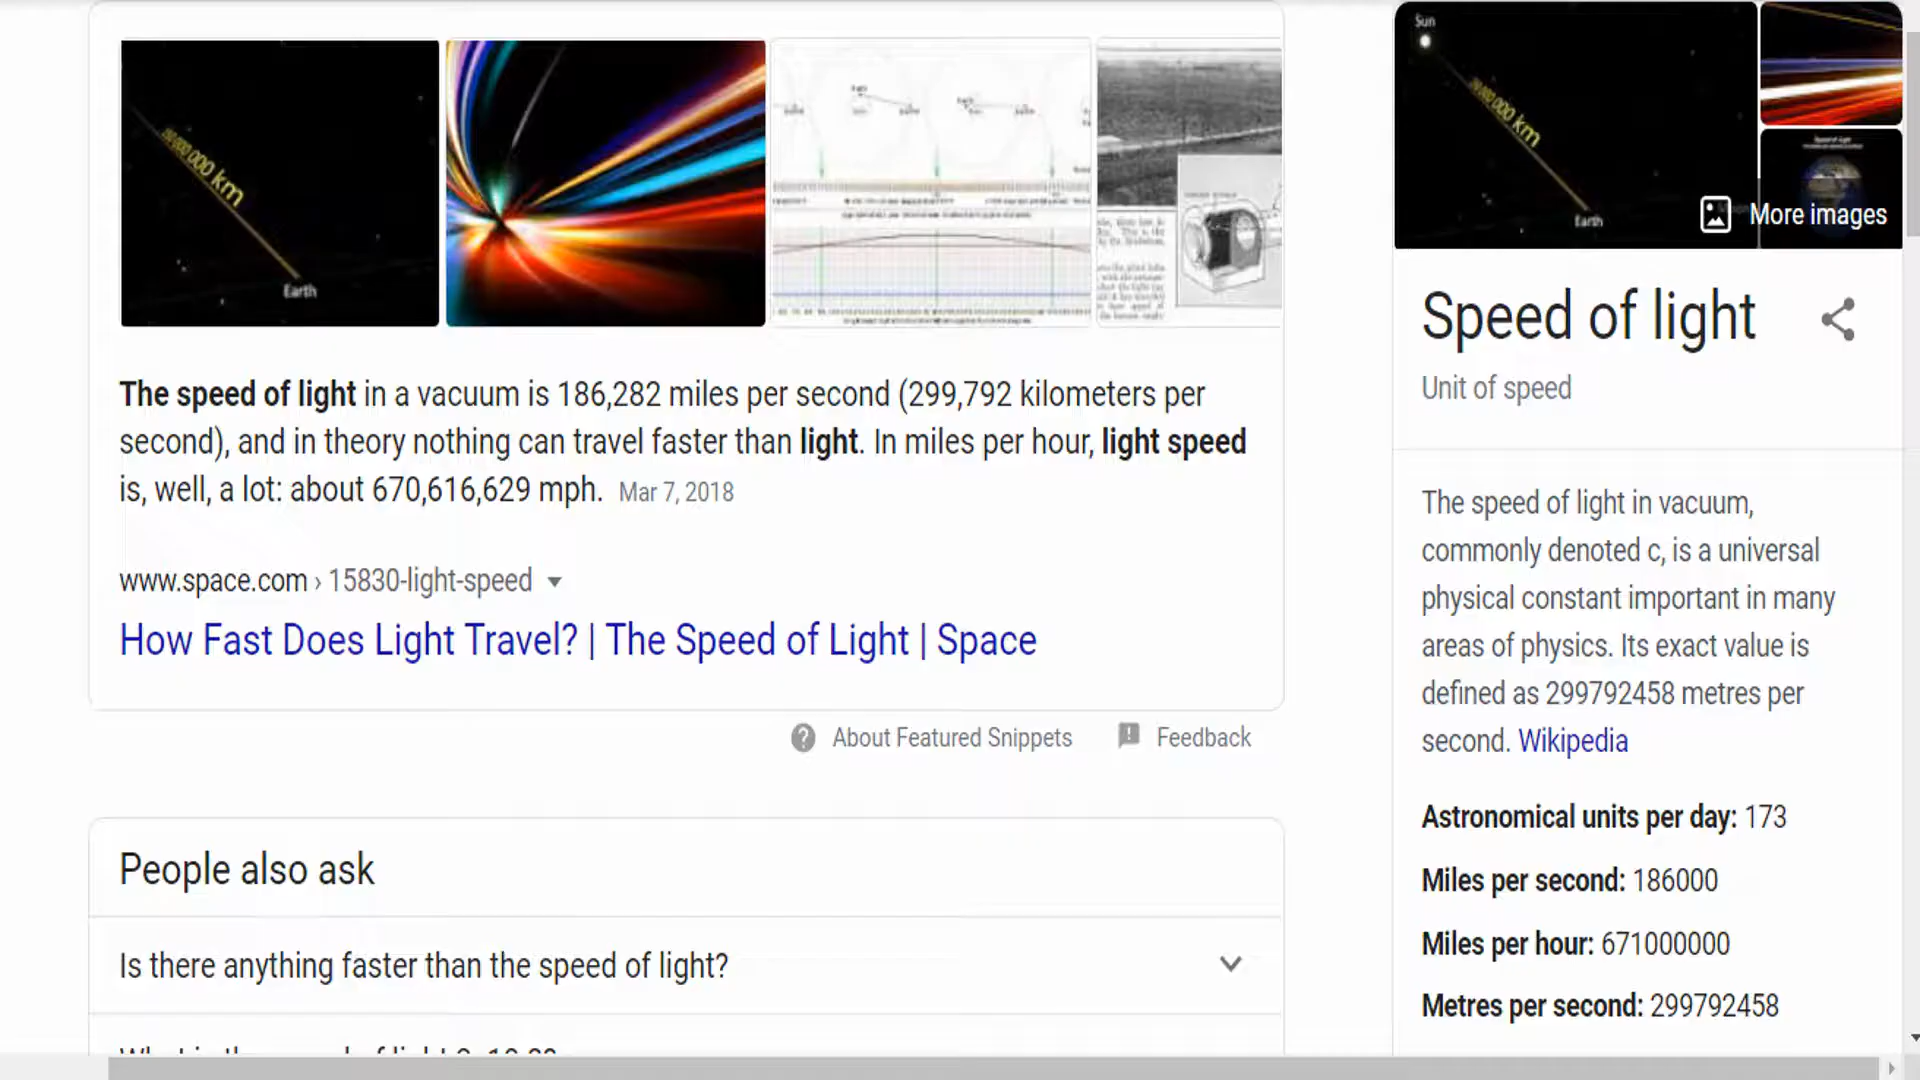 000 km
Earth
The speed of light in a vacuum is 186,282 miles per second (299,792 kilometers per
second), and in theory nothing can travel faster than light. In miles per hour, light speed
is, well, a lot: about 670,616,629 mph. Mar 7, 2018
www.space.com › 15830-light-speed
How Fast Does Light Travel? | The Speed of Light | Space
About Featured Snippets
Feedback
People also ask
Is there anything faster than the speed of light?
Sun
000 km
Earth
More images
Speed of light
Unit of speed
The speed of light in vacuum,
commonly denoted c, is a universal
physical constant important in many
areas of physics. Its exact value is
defined as 299792458 metres per
second. Wikipedia
Astronomical units per day: 173
Miles per second: 186000
Miles per hour: 671000000
Metres per second: 299792458